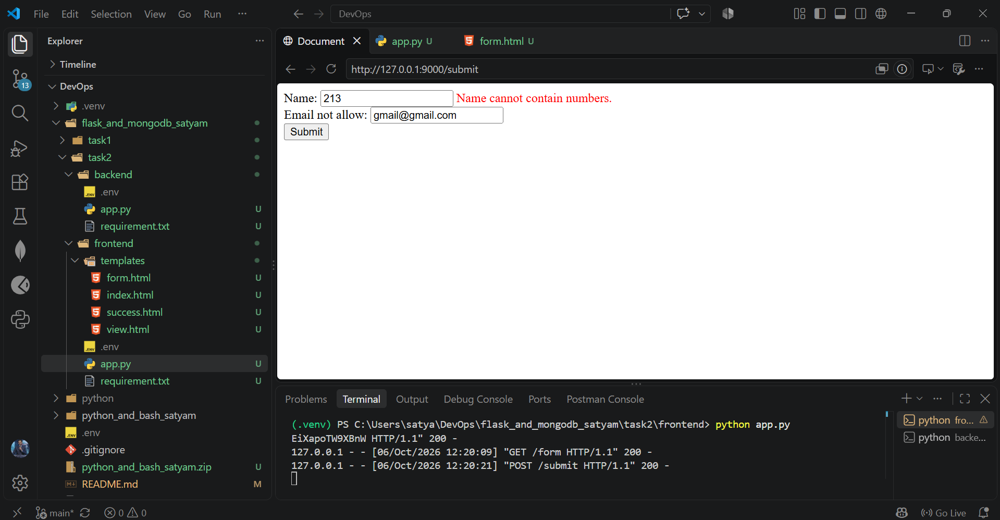 File Edit Selection View Go Run ···
DevOps
Explorer
Timeline
DevOps
.venv
flask_and_mongodb_satyam
task1
task2
backend
.env
app.py U
requirement.txt U
frontend
templates
form.html U
index.html U
success.html U
view.html U
.env
app.py U
requirement.txt U
python
python_and_bash_satyam
.env
.gitignore
python_and_bash_satyam.zip U
README.md M
13
Document
app.py U
form.html U
http://127.0.0.1:9000/submit
Name: 213 Name cannot contain numbers.
Email not allow: gmail@gmail.com
Submit
Problems Terminal Output Debug Console Ports Postman Console
(.venv) PS C:\Users\satya\DevOps\flask_and_mongodb_satyam\task2\frontend> python app.py
EiXapoTW9XBnW HTTP/1.1" 200 -
127.0.0.1 - - [06/Oct/2026 12:20:09] "GET /form HTTP/1.1" 200 -
127.0.0.1 - - [06/Oct/2026 12:20:21] "POST /submit HTTP/1.1" 200 -
python fro...
python backe...
main* 0 0
Go Live